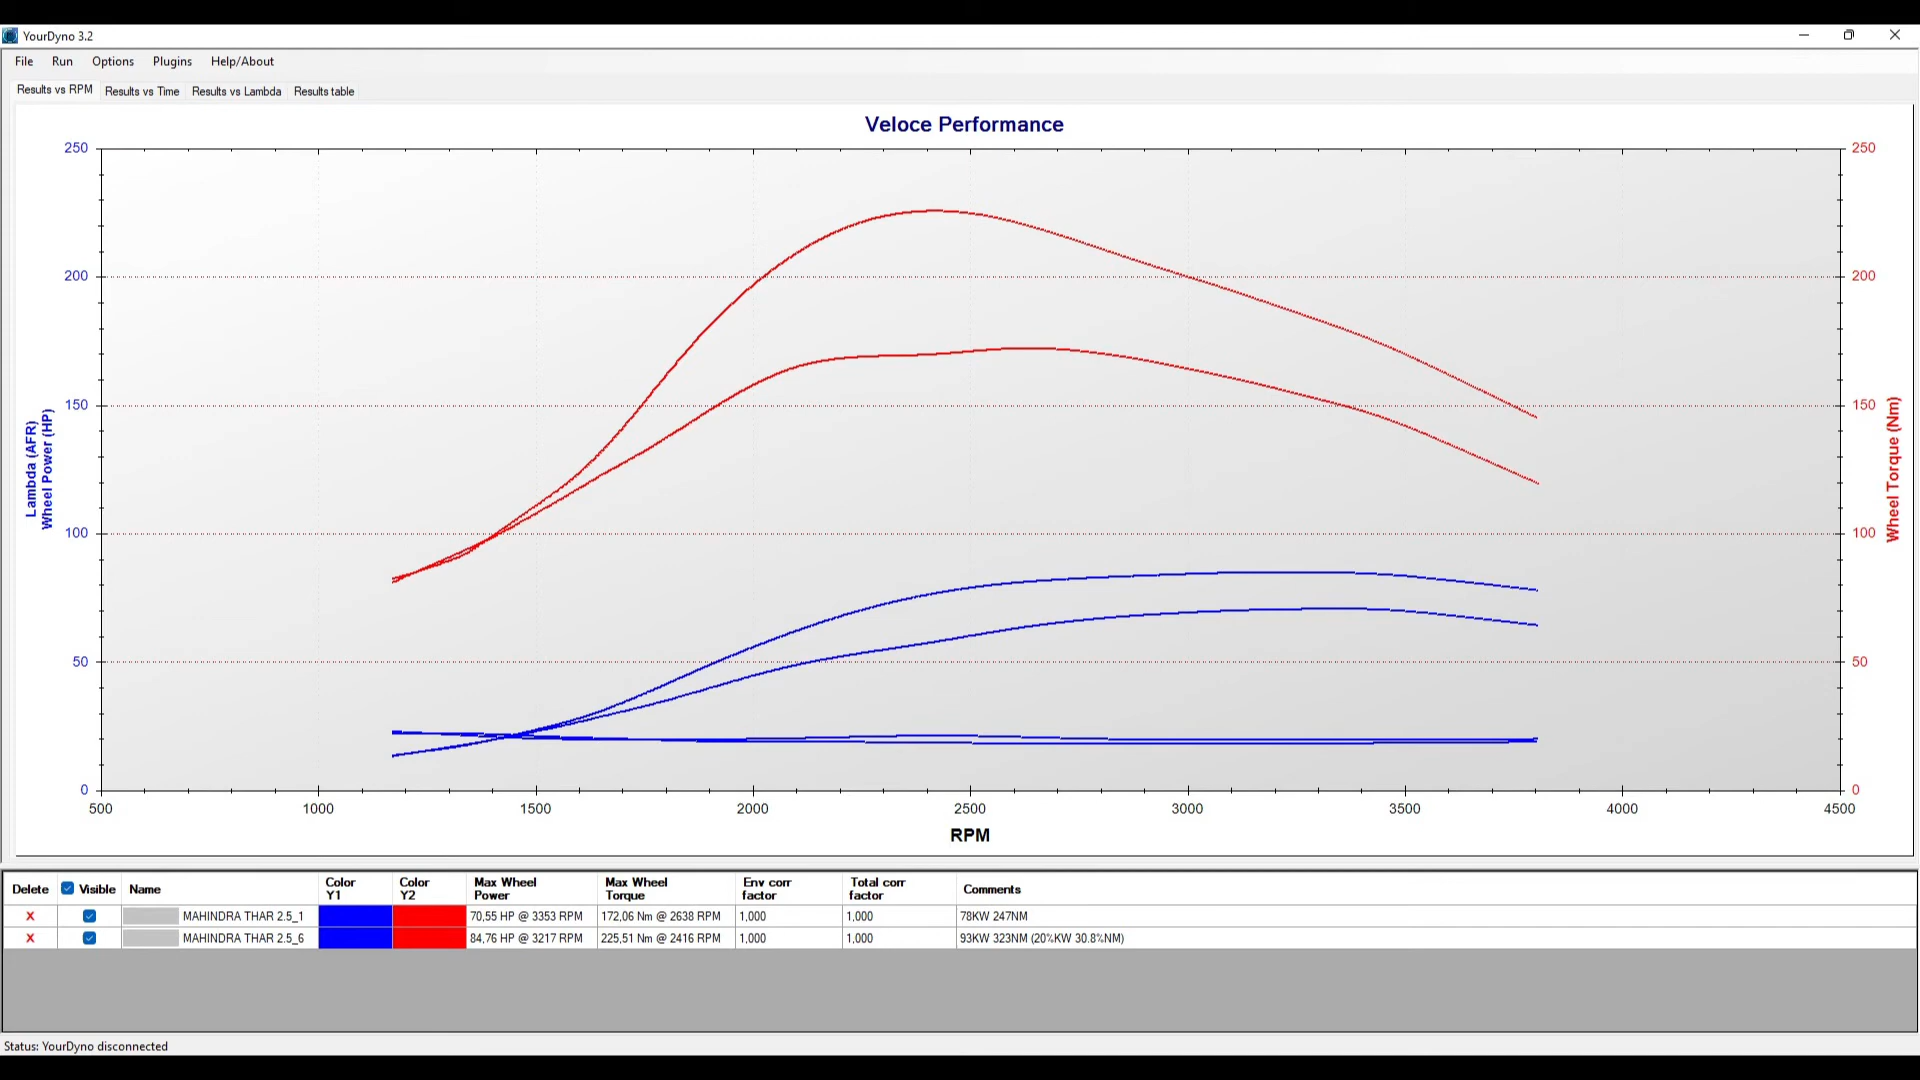 YourDyno 3.2
File Run Options Plugins Help/About
Results vs RPM Results vs Time Results vs Lambda Results table
Veloce Performance
250 250
200 200
150 150
100 100
50 50
0 0
Lambda (AFR)
Wheel Power (HP)
Wheel Torque (Nm)
500 1000 1500 2000 2500 3000 3500 4000 4500
RPM
Delete Visible Name Color Y1 Color Y2 Max Wheel Power Max Wheel Torque Env corr factor Total corr factor Comments
X MAHINDRA THAR 2.5_1 70,55 HP @ 3353 RPM 172,06 Nm @ 2638 RPM 1,000 1,000 78KW 247NM
X MAHINDRA THAR 2.5_6 84,76 HP @ 3217 RPM 225,51 Nm @ 2416 RPM 1,000 1,000 93KW 323NM (20%KW 30.8%NM)
Status: YourDyno disconnected